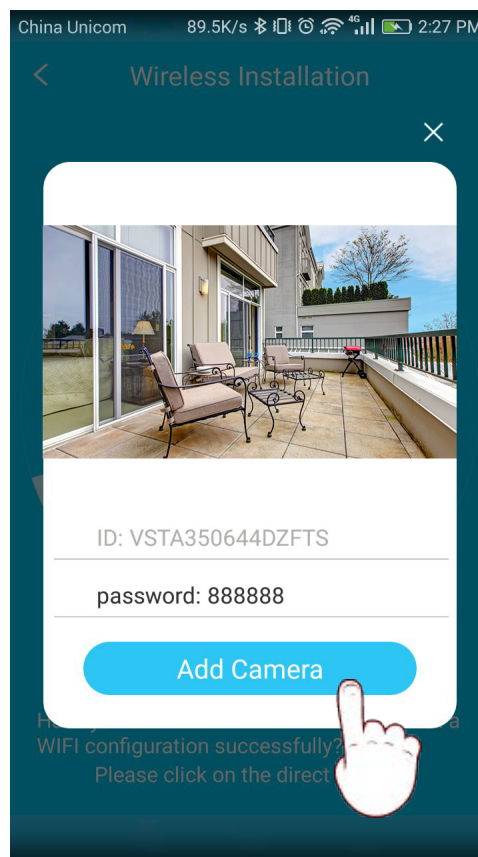 China Unicom 89.5K/s 4G 2:27 PM
Wireless Installation
ID: VSTA350644DZFTS
password: 888888
Add Camera
a
WIFI configuration successfully?
Please click on the direct